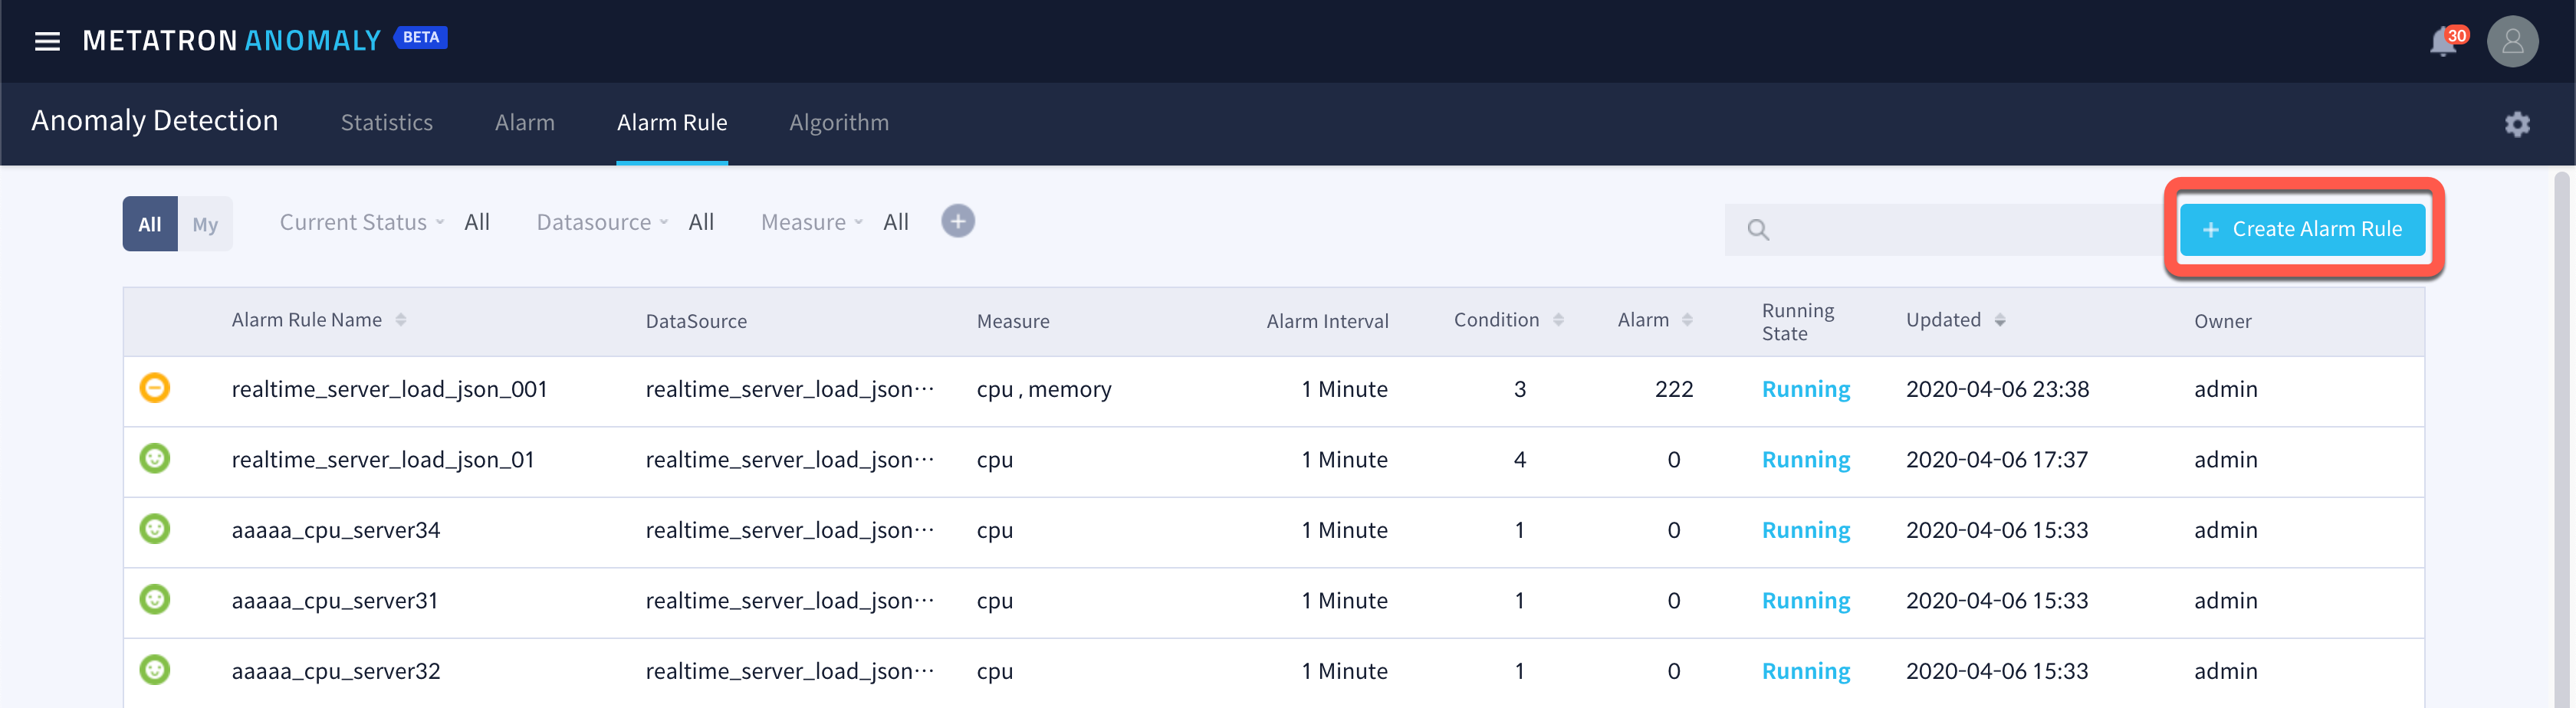 METATRON ANOMALY BETA 30
Anomaly Detection Statistics Alarm Alarm Rule Algorithm
All My Current Status All Datasource All Measure All + + Create Alarm Rule
Alarm Rule Name DataSource Measure Alarm Interval Condition Alarm Running State Updated Owner
realtime_server_load_json_001 realtime_server_load_json··· cpu , memory 1 Minute 3 222 Running 2020-04-06 23:38 admin
realtime_server_load_json_01 realtime_server_load_json··· cpu 1 Minute 4 0 Running 2020-04-06 17:37 admin
aaaaa_cpu_server34 realtime_server_load_json··· cpu 1 Minute 1 0 Running 2020-04-06 15:33 admin
aaaaa_cpu_server31 realtime_server_load_json··· cpu 1 Minute 1 0 Running 2020-04-06 15:33 admin
aaaaa_cpu_server32 realtime_server_load_json··· cpu 1 Minute 1 0 Running 2020-04-06 15:33 admin